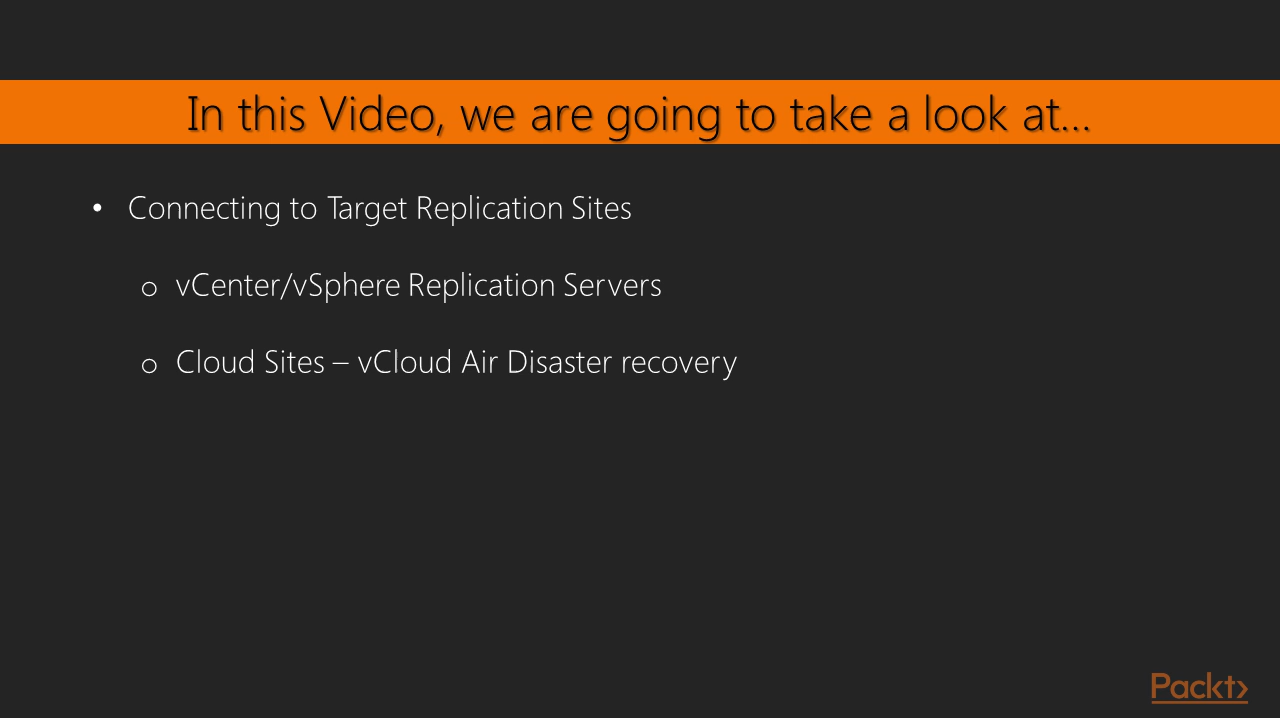 In this Video, we are going to take a look at...
• Connecting to Target Replication Sites
o vCenter/vSphere Replication Servers
o Cloud Sites – vCloud Air Disaster recovery
Packt>